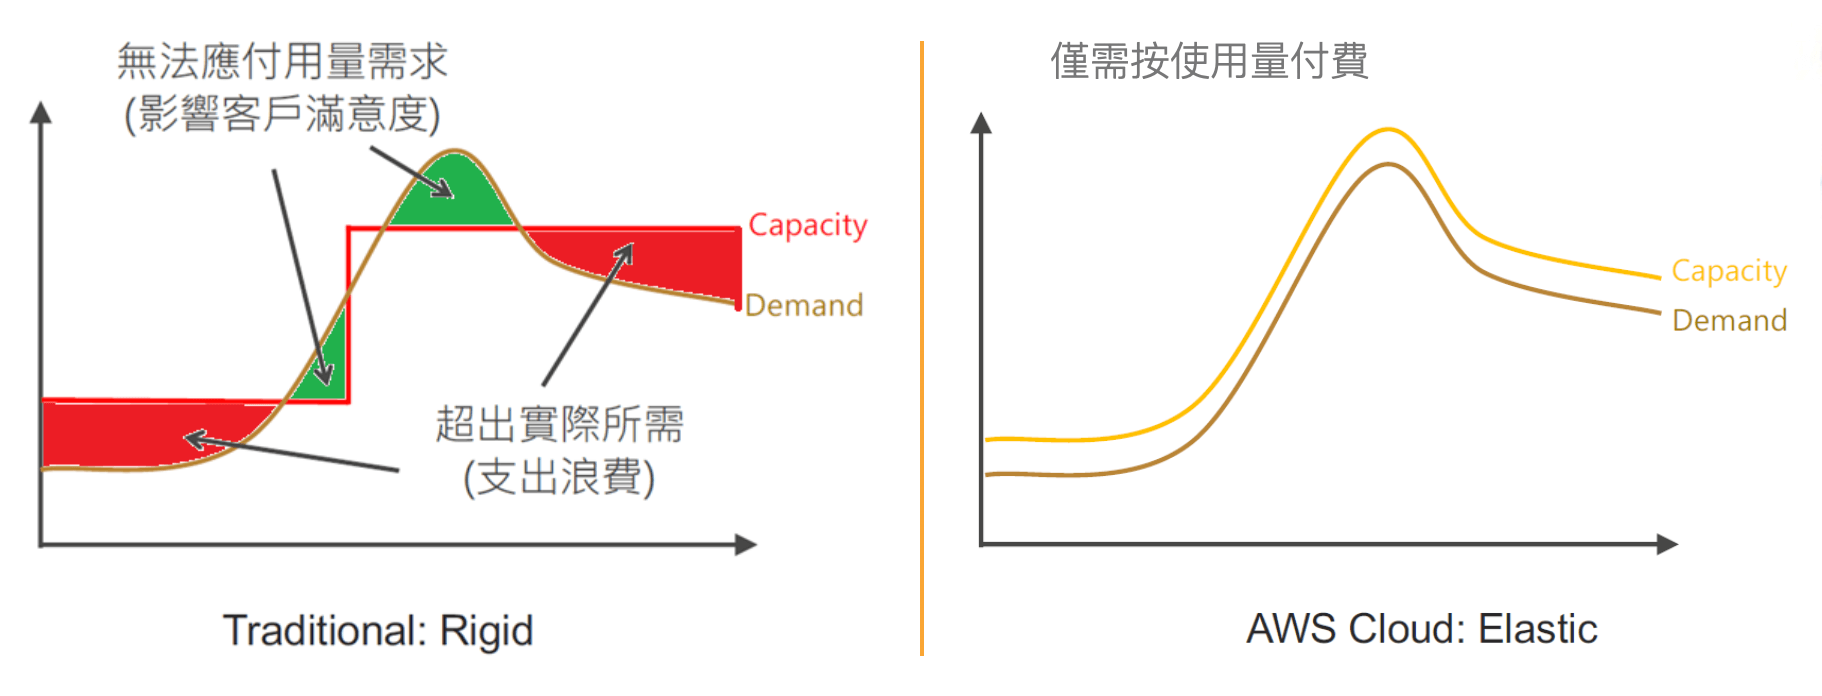 無法應付用量需求
(影響客戶滿意度)
Capacity
Demand
超出實際所需
(支出浪費)
Traditional: Rigid
僅需按使用量付費
Capacity
Demand
AWS Cloud: Elastic